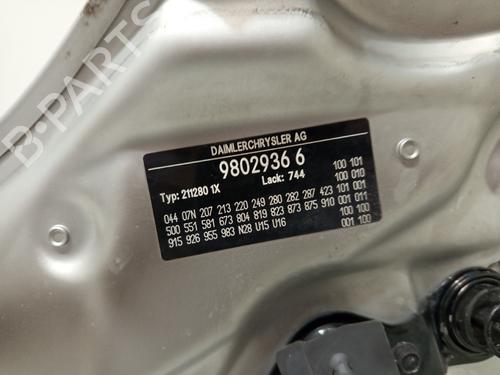 DAIMLERCHRYSLER AG
9802936 6
Typ: 211280 1X Lack: 744 100 101
044 07N 207 213 220 249 280 282 287 423 100 010
500 551 581 673 804 819 823 873 875 910 101 001
915 926 955 983 N28 U15 U16 001 011
100 100
001 100
B-PARTS